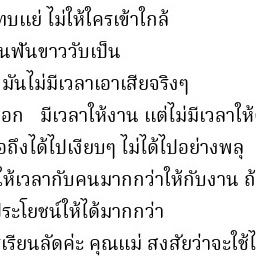 ทบแย่ ไม่ให้ใครเข้าใกล้
นฟันขาววับเป็น
มันไม่มีเวลาเอาเสียจริงๆ
อก มีเวลาให้งาน แต่ไม่มีเวลาให้
อถึงได้ไปเงียบๆ ไม่ได้ไปอย่างพลุ
ให้เวลากับคนมากกว่าให้กับงาน ถ้
ประโยชน์ให้ได้มากกว่า
เรียนลัดค่ะ คุณแม่ สงสัยว่าจะใช้ไ